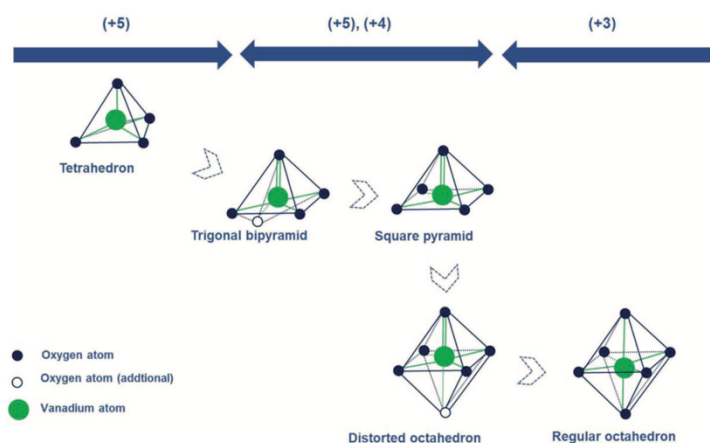 (+5)
(+5), (+4)
(+3)
Tetrahedron
Trigonal bipyramid
Square pyramid
Oxygen atom
Oxygen atom (addtional)
Vanadium atom
Distorted octahedron
Regular octahedron